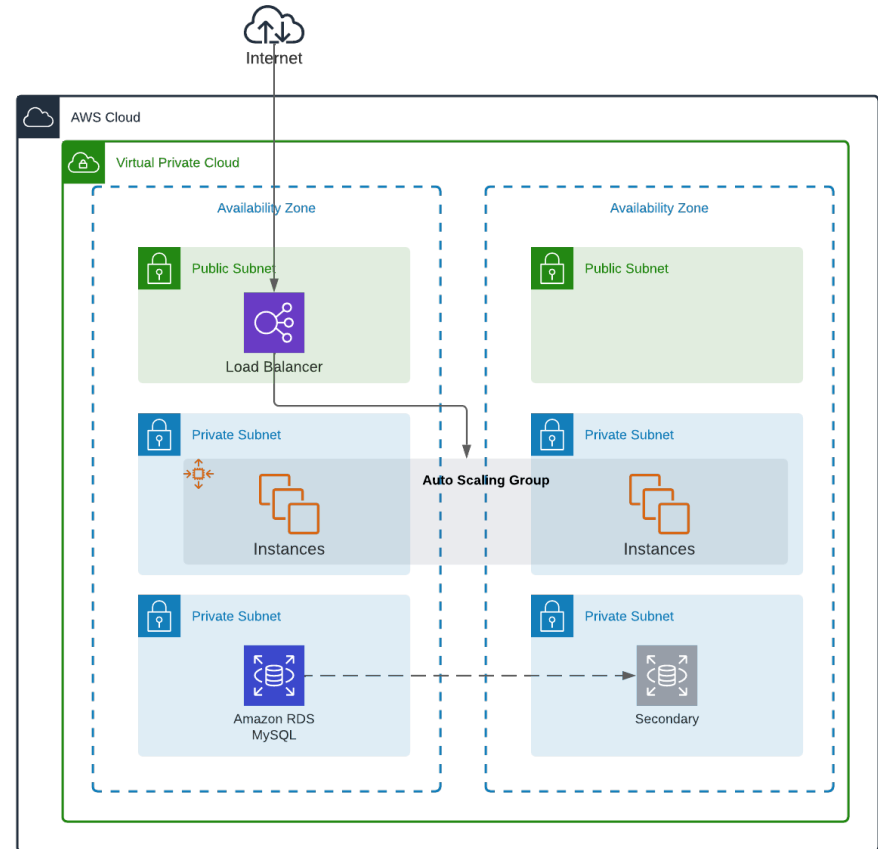 Internet
AWS Cloud
Virtual Private Cloud
Availability Zone
Availability Zone
Public Subnet
Public Subnet
Load Balancer
Private Subnet
Private Subnet
Auto Scaling Group
Instances
Instances
Private Subnet
Private Subnet
Amazon RDS
MySQL
Secondary